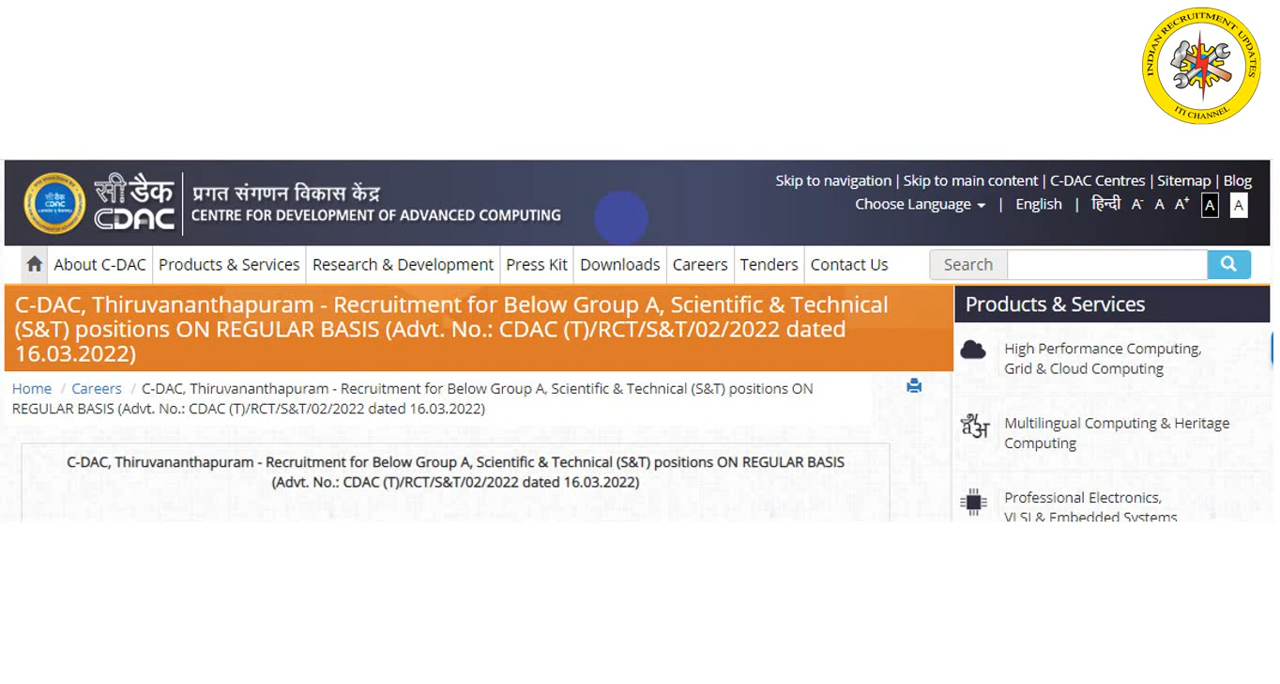 INDIAN RECRUITMENT UPDATES
ITI CHANNEL
सी डैक
CDAC
प्रगत संगणन विकास केंद्र
CENTRE FOR DEVELOPMENT OF ADVANCED COMPUTING
Skip to navigation | Skip to main content | C-DAC Centres | Sitemap | Blog
Choose Language | English | हिन्दी A- A A+ A A
About C-DAC Products & Services Research & Development Press Kit Downloads Careers Tenders Contact Us Search
C-DAC, Thiruvananthapuram - Recruitment for Below Group A, Scientific & Technical
(S&T) positions ON REGULAR BASIS (Advt. No.: CDAC (T)/RCT/S&T/02/2022 dated
16.03.2022)
Home / Careers / C-DAC, Thiruvananthapuram - Recruitment for Below Group A, Scientific & Technical (S&T) positions ON
REGULAR BASIS (Advt. No.: CDAC (T)/RCT/S&T/02/2022 dated 16.03.2022)
C-DAC, Thiruvananthapuram - Recruitment for Below Group A, Scientific & Technical (S&T) positions ON REGULAR BASIS
(Advt. No.: CDAC (T)/RCT/S&T/02/2022 dated 16.03.2022)
Products & Services
High Performance Computing,
Grid & Cloud Computing
Multilingual Computing & Heritage
Computing
Professional Electronics,
VLSI & Embedded Systems